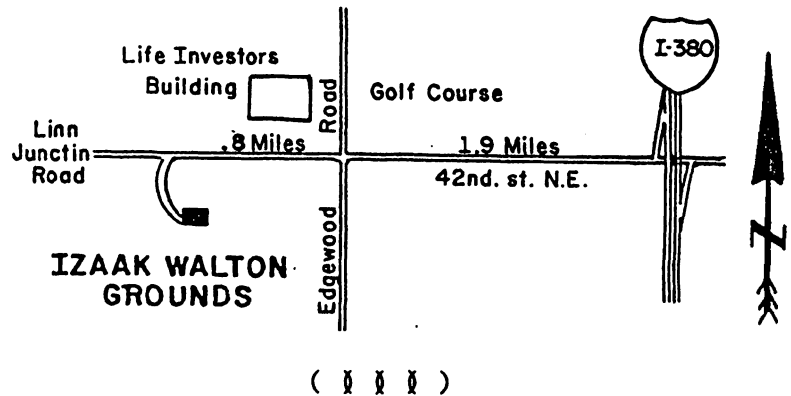 Life Investors
Building
Road
Golf Course
I-380
Linn
Junctin
Road
.8 Miles
1.9 Miles
42nd. st. N.E.
Edgewood
IZAAK WALTON
GROUNDS
N